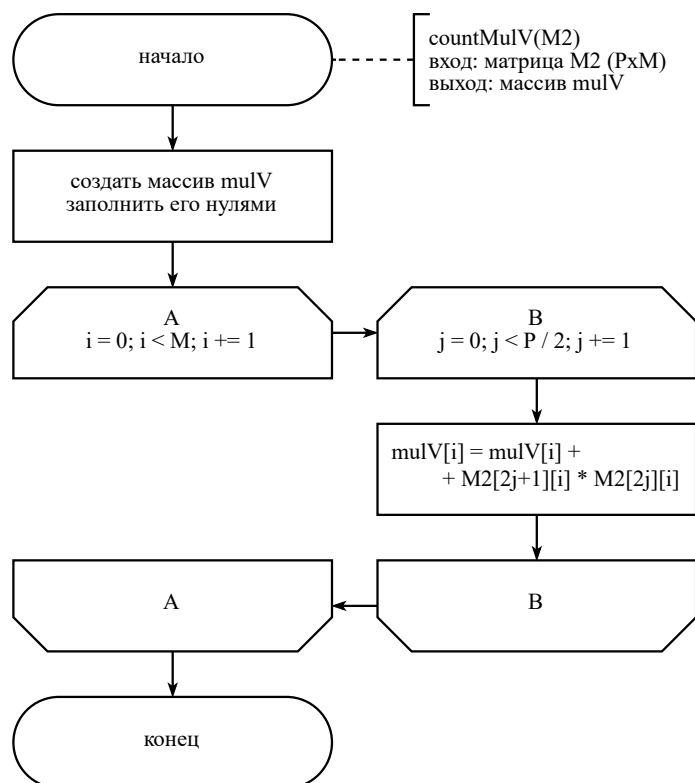 начало
countMulV(M2)
вход: матрица M2 (PxM)
выход: массив mulV
создать массив mulV
заполнить его нулями
A
i = 0; i < M; i += 1
B
j = 0; j < P / 2; j += 1
mulV[i] = mulV[i] +
+ M2[2j+1][i] * M2[2j][i]
A
B
конец